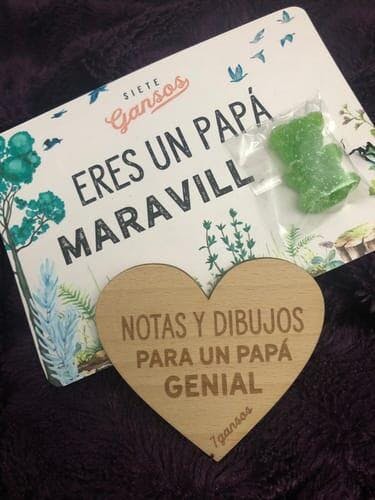 SIETE
Gansos
ERES UN PAPÁ
MARAVILL
NOTAS Y DIBUJOS
PARA UN PAPÁ
GENIAL
7gansos